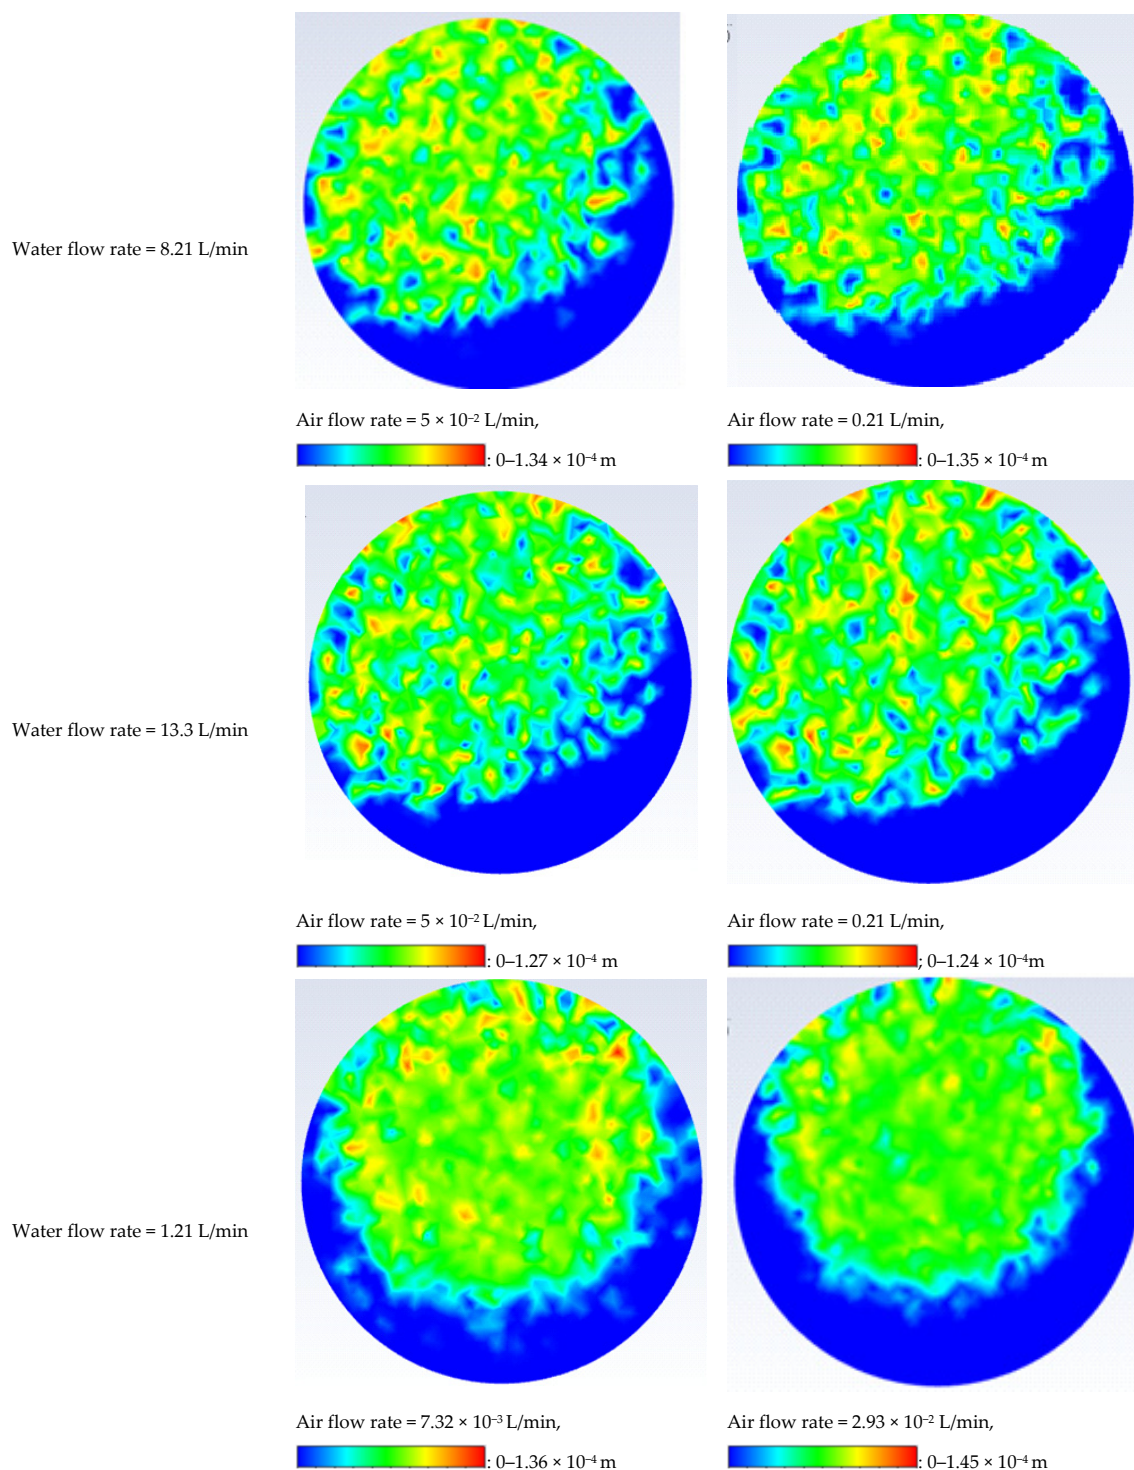 Water flow rate = 8.21 L/min
Air flow rate = 5 × 10⁻² L/min,
: 0–1.34 × 10⁻⁴ m
Air flow rate = 0.21 L/min,
: 0–1.35 × 10⁻⁴ m
Water flow rate = 13.3 L/min
Air flow rate = 5 × 10⁻² L/min,
: 0–1.27 × 10⁻⁴ m
Air flow rate = 0.21 L/min,
; 0–1.24 × 10⁻⁴m
Water flow rate = 1.21 L/min
Air flow rate = 7.32 × 10⁻³ L/min,
: 0–1.36 × 10⁻⁴ m
Air flow rate = 2.93 × 10⁻² L/min,
: 0–1.45 × 10⁻⁴ m